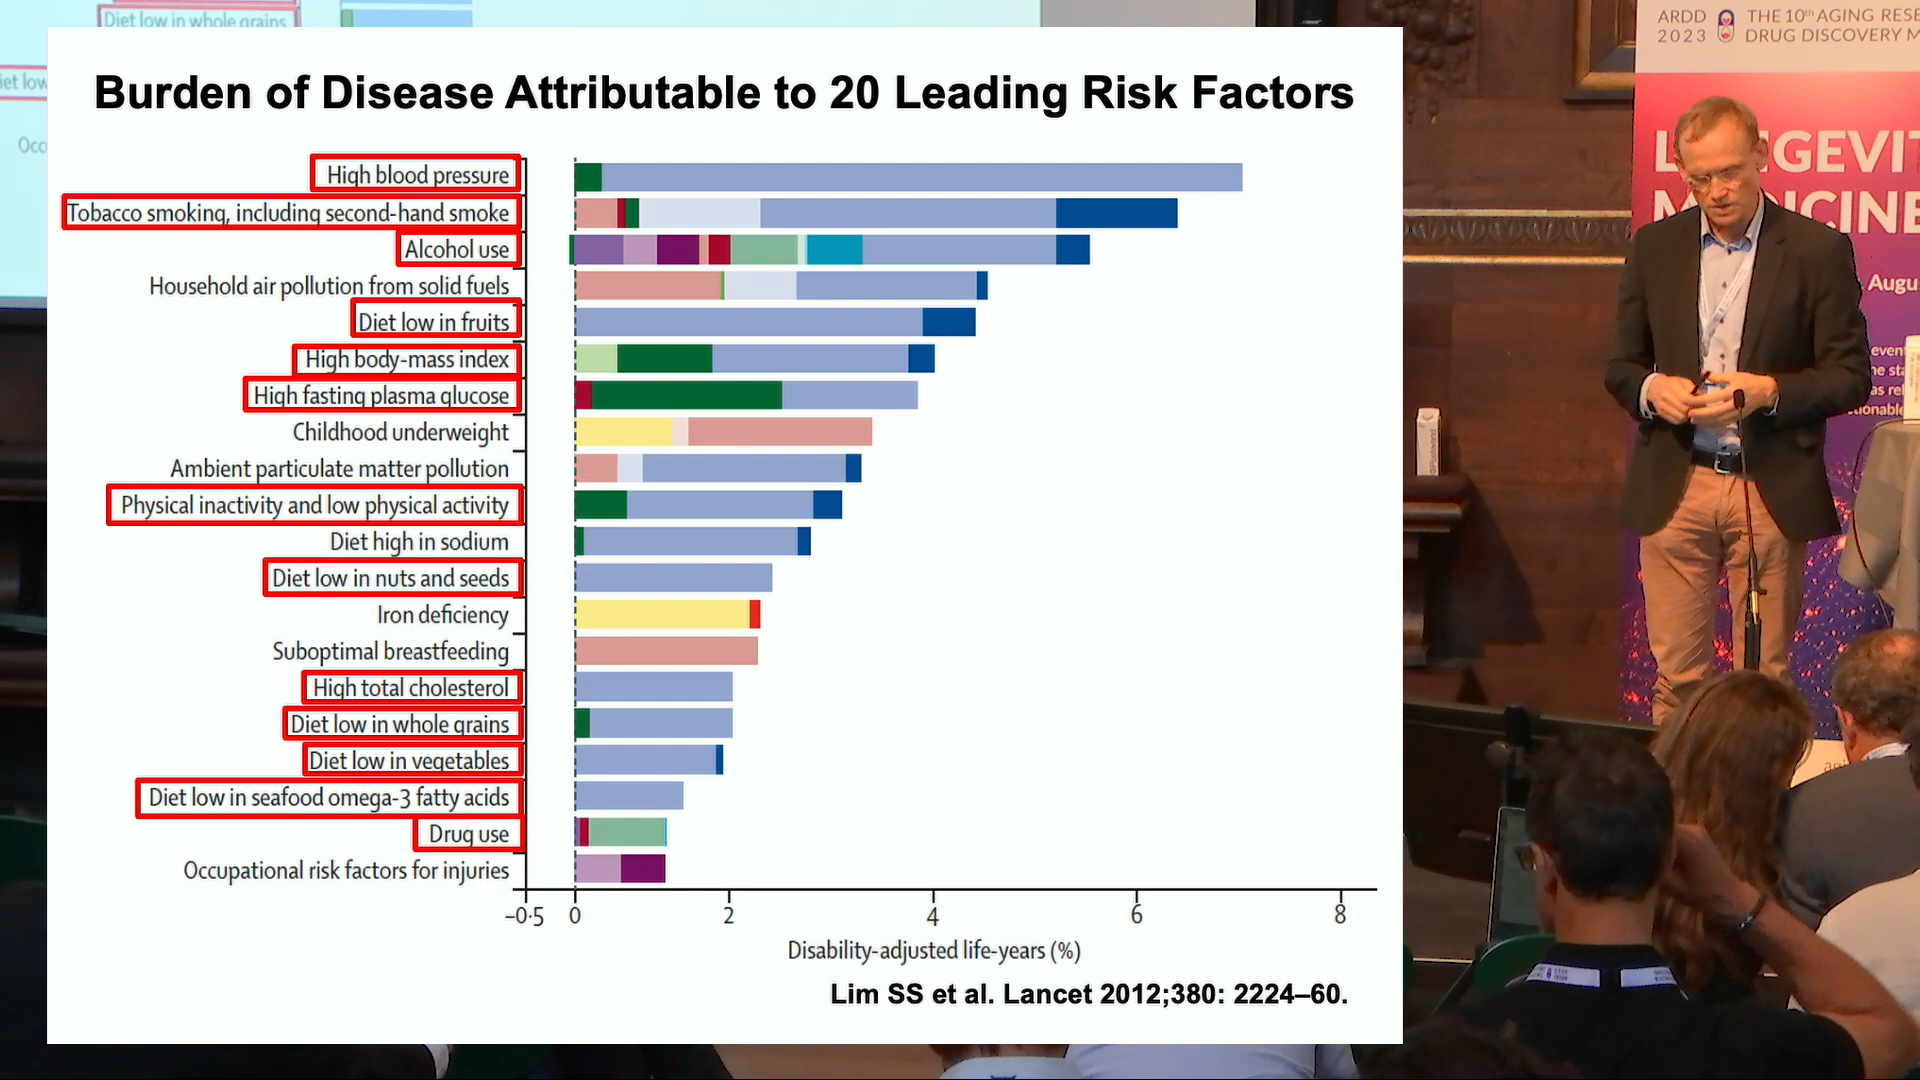 Diet low in whole grains
iet low
Occ
Burden of Disease Attributable to 20 Leading Risk Factors
High blood pressure
Tobacco smoking, including second-hand smoke
Alcohol use
Household air pollution from solid fuels
Diet low in fruits
High body-mass index
High fasting plasma glucose
Childhood underweight
Ambient particulate matter pollution
Physical inactivity and low physical activity
Diet high in sodium
Diet low in nuts and seeds
Iron deficiency
Suboptimal breastfeeding
High total cholesterol
Diet low in whole grains
Diet low in vegetables
Diet low in seafood omega-3 fatty acids
Drug use
Occupational risk factors for injuries
–0·5 0 2 4 6 8
Disability-adjusted life-years (%)
Lim SS et al. Lancet 2012;380: 2224–60.
ARDD 2023
THE 10th AGING RESE
DRUG DISCOVERY M
L GEVIT
M ICINE
Augu